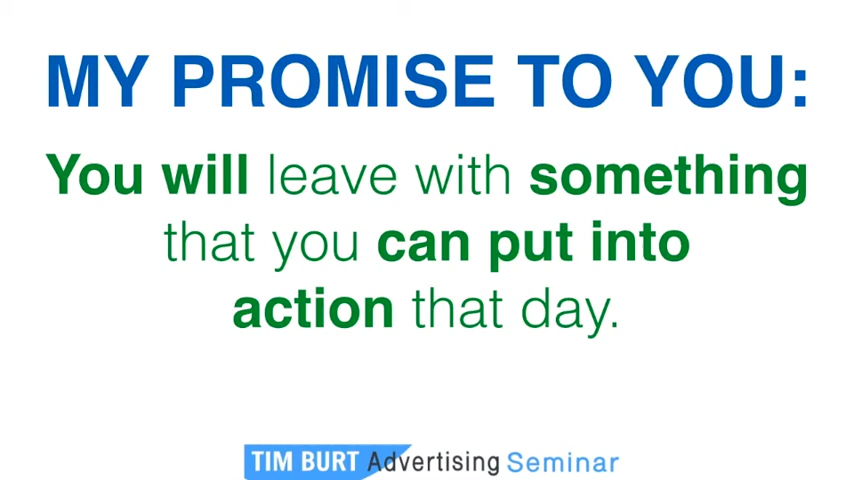 MY PROMISE TO YOU:
You will leave with something
that you can put into
action that day.
TIM BURT Advertising Seminar